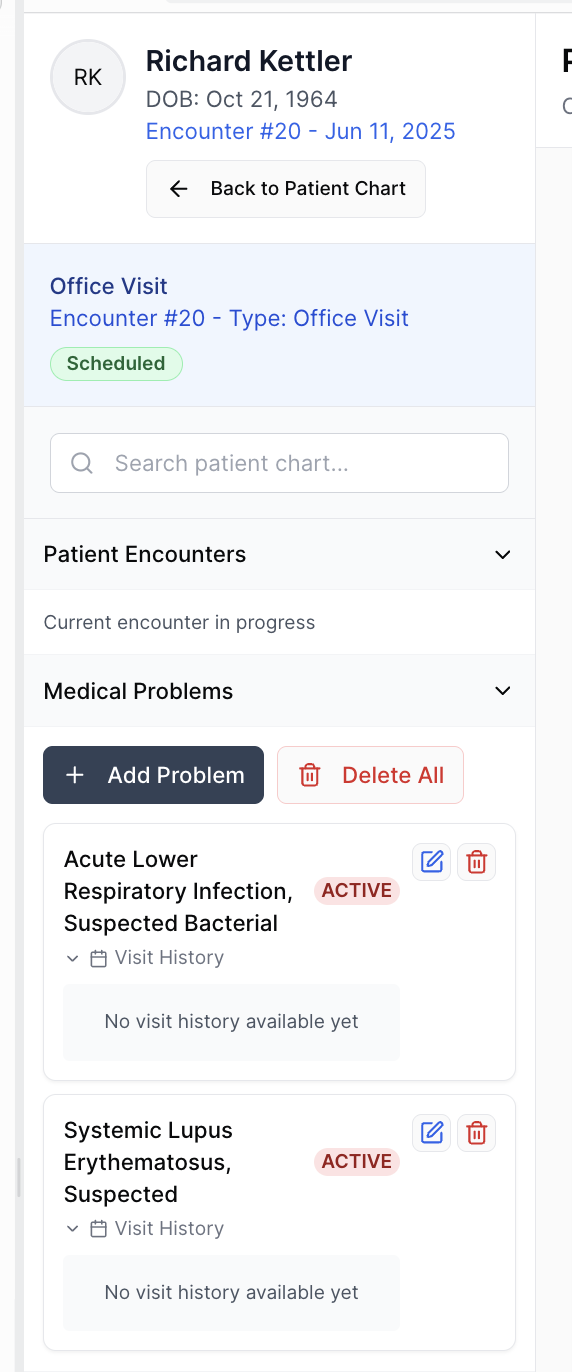 RK
Richard Kettler
DOB: Oct 21, 1964
Encounter #20 - Jun 11, 2025
Back to Patient Chart
Office Visit
Encounter #20 - Type: Office Visit
Scheduled
Search patient chart...
Patient Encounters
Current encounter in progress
Medical Problems
Add Problem
Delete All
Acute Lower
Respiratory Infection,
Suspected Bacterial
ACTIVE
Visit History
No visit history available yet
Systemic Lupus
Erythematosus,
Suspected
ACTIVE
Visit History
No visit history available yet